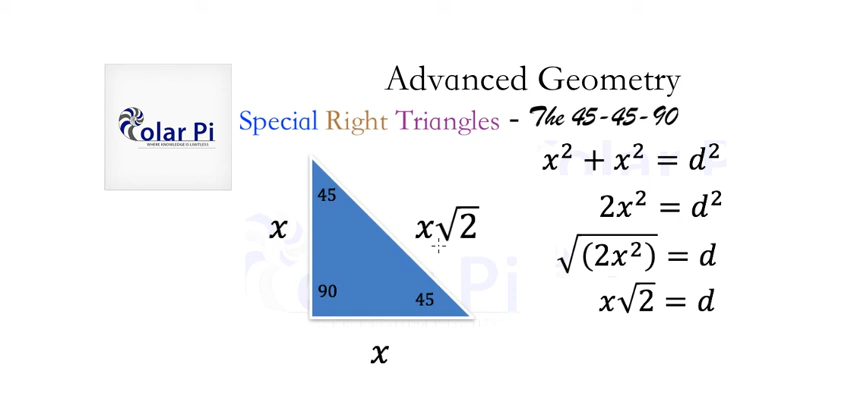 Advanced Geometry
Special Right Triangles - The 45-45-90
olar Pi
WHERE KNOWLEDGE IS LIMITLESS
x² + x² = d²
2x² = d²
√(2x²) = d
x√2 = d
45
x
x√2
90
45
x